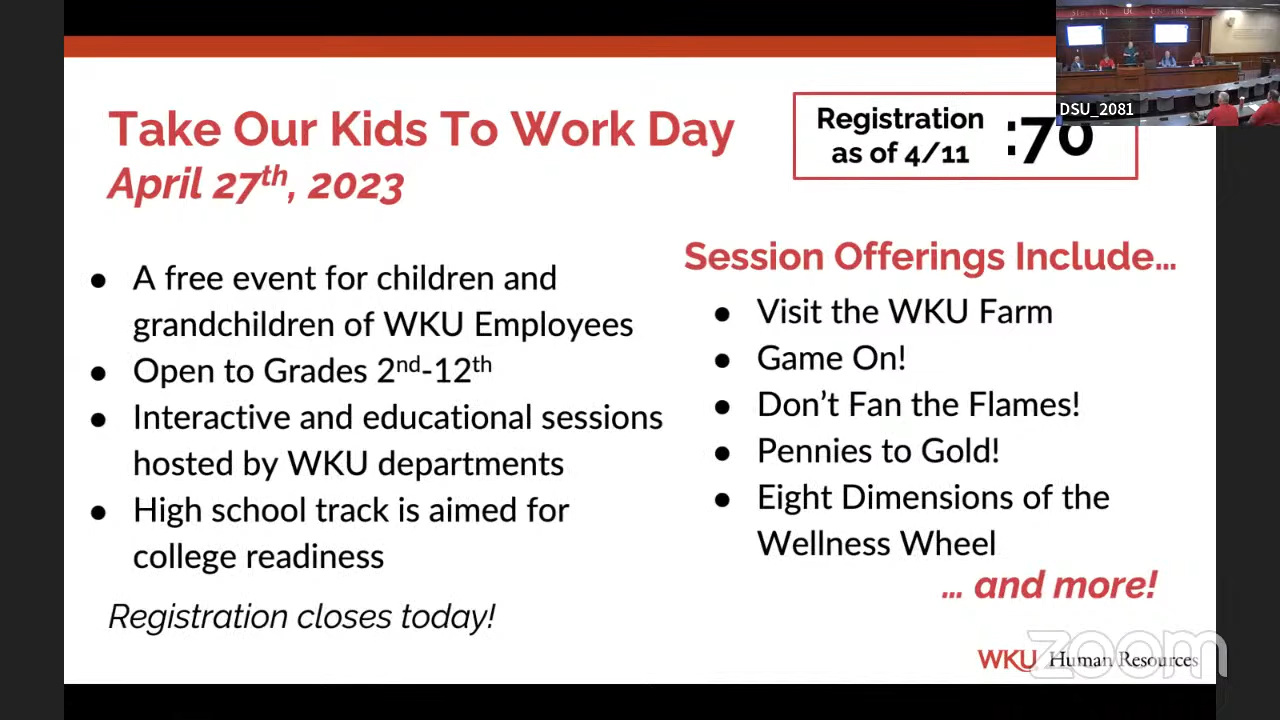 DSU_2081
Take Our Kids To Work Day
April 27th, 2023
Registration
as of 4/11
:70
A free event for children and
grandchildren of WKU Employees
Open to Grades 2nd-12th
Interactive and educational sessions
hosted by WKU departments
High school track is aimed for
college readiness
Registration closes today!
Session Offerings Include...
Visit the WKU Farm
Game On!
Don't Fan the Flames!
Pennies to Gold!
Eight Dimensions of the
Wellness Wheel
... and more!
zoom
WKU Human Resources